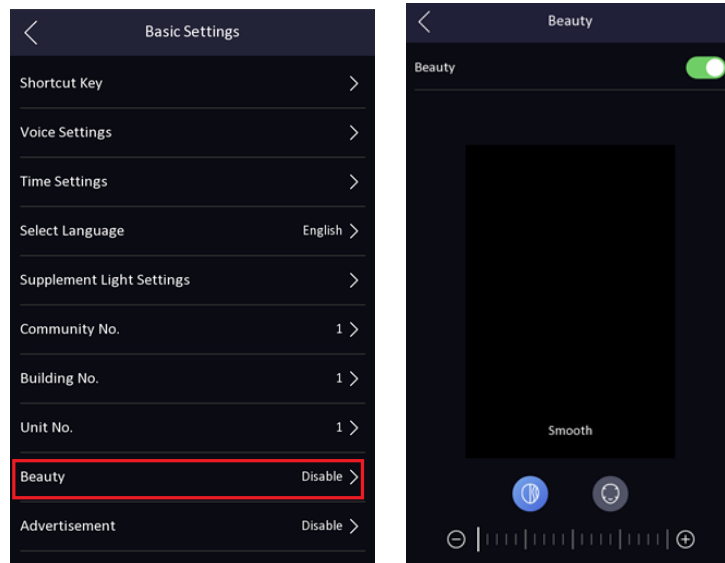 Basic Settings
Shortcut Key
Voice Settings
Time Settings
Select Language English
Supplement Light Settings
Community No. 1
Building No. 1
Unit No. 1
Beauty Disable
Advertisement Disable
Beauty
Beauty
Smooth